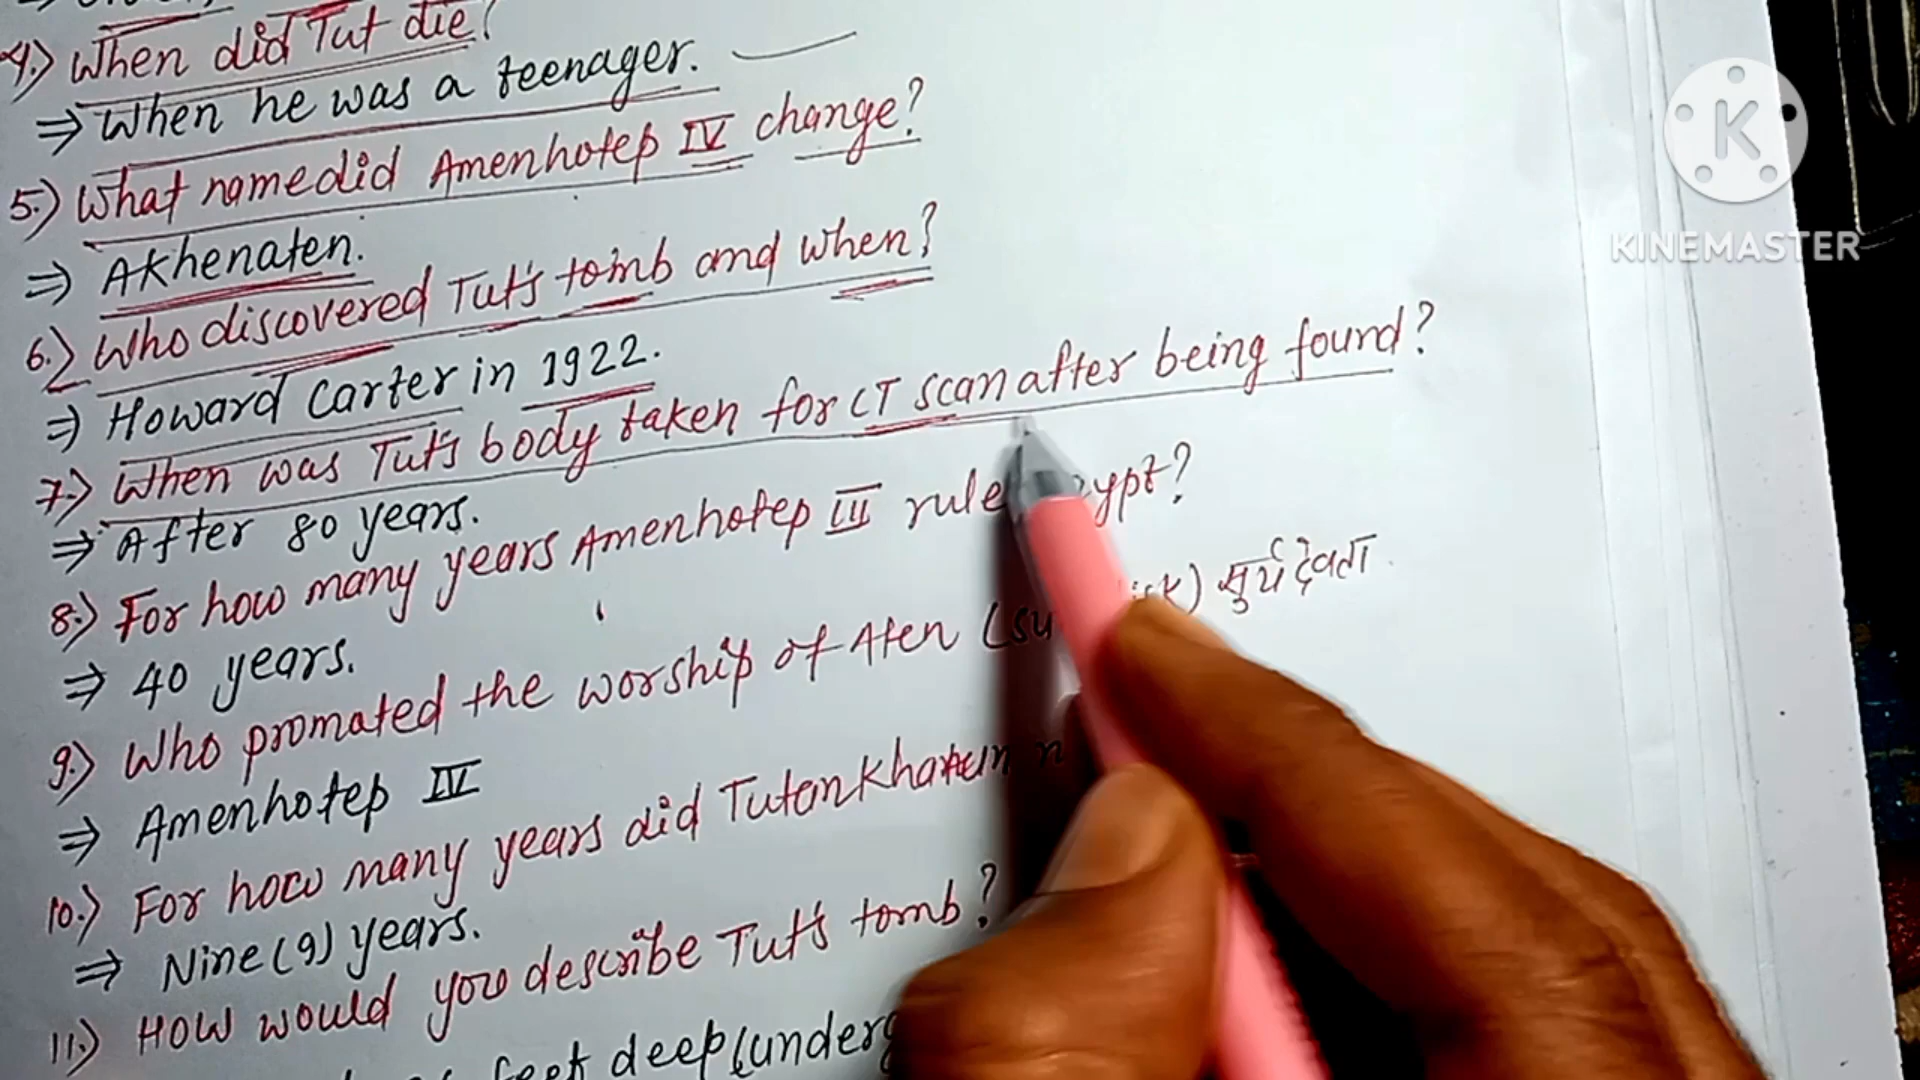 4.) When did Tut die?
⇒ When he was a teenager.
5.) What name did Amenhotep IV change?
⇒ Akhenaten.
6.) Who discovered Tut's tomb and when?
⇒ Howard Carter in 1922.
7.) When was Tut's body taken for CT scan after being found?
⇒ After 80 years.
8.) For how many years Amenhotep III rule
⇒ 40 years.
9.) Who promated the worship of Aten ( सूर्य देवता
⇒ Amenhotep IV
10.) For how many years did
⇒ Nine (9) years.
11.) How would you describe Tut's tomb?
feet deep (underg
K
KINEMASTER